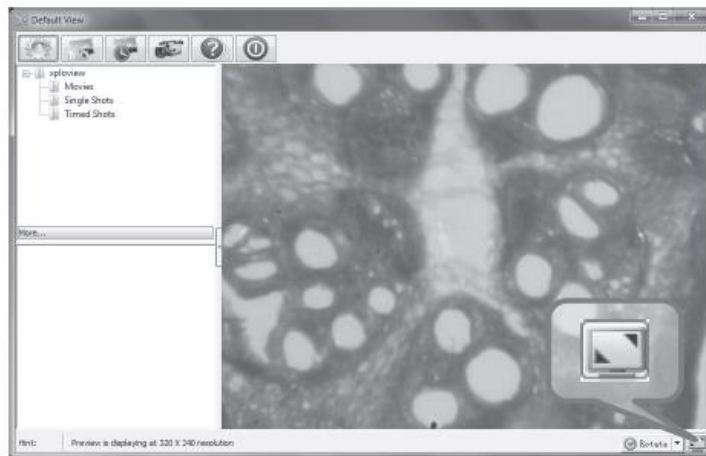 Default View
xploview
Movies
Single Shots
Timed Shots
More...
Hint: Preview is displaying at 320 X 240 resolution
Rotate